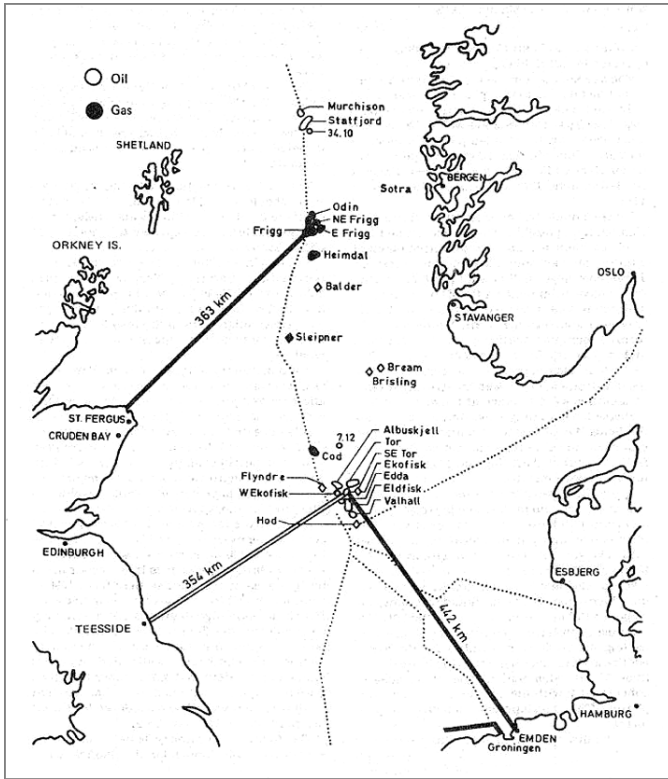 Oil
Gas
SHETLAND
ORKNEY IS.
Murchison
Statfjord
34.10
Sotra
BERGEN
Odin
NE Frigg
Frigg
E Frigg
Heimdal
Balder
OSLO
STAVANGER
363 km
Sleipner
Bream
Brisling
ST. FERGUS
CRUDEN BAY
7.12
Cod
Albuskjell
Tor
SE Tor
Ekofisk
Edda
Eldfisk
Valhall
Flyndre
W Ekofisk
Hod
EDINBURGH
354 km
ESBJERG
TEESSIDE
442 km
HAMBURG
EMDEN
Groningen